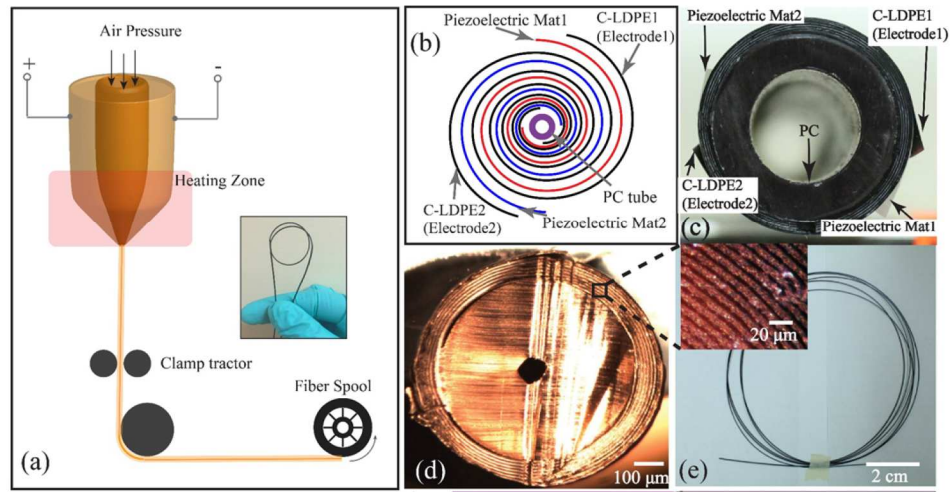 Air Pressure
+
-
Heating Zone
Clamp tractor
Fiber Spool
(a)
(b)
Piezoelectric Mat1
C-LDPE1
(Electrode1)
PC tube
C-LDPE2
(Electrode2)
Piezoelectric Mat2
Piezoelectric Mat2
C-LDPE1
(Electrode1)
PC
C-LDPE2
(Electrode2)
Piezoelectric Mat1
(c)
(d)
100 μm
20 μm
(e)
2 cm